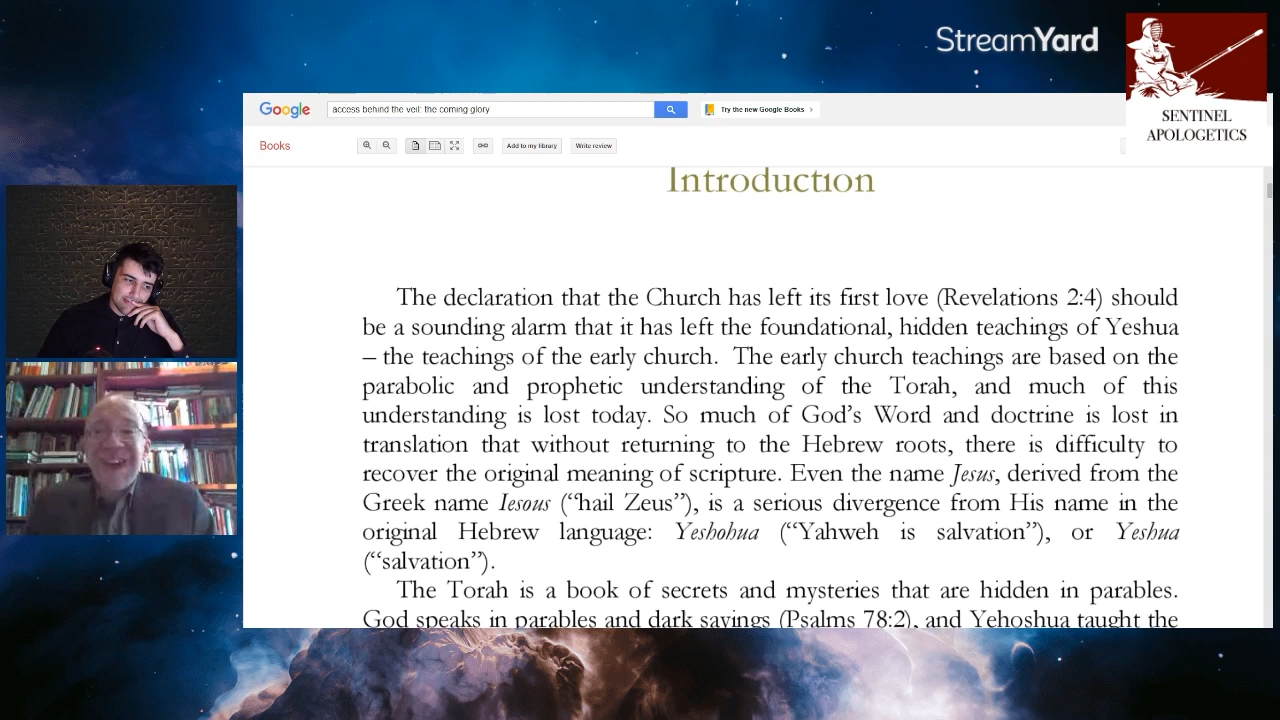 StreamYard
SENTINEL
APOLOGETICS
Google
access behind the veil: the coming glory
Try the new Google Books
Books
Add to my library
Write review
Introduction
The declaration that the Church has left its first love (Revelations 2:4) should
be a sounding alarm that it has left the foundational, hidden teachings of Yeshua
– the teachings of the early church. The early church teachings are based on the
parabolic and prophetic understanding of the Torah, and much of this
understanding is lost today. So much of God's Word and doctrine is lost in
translation that without returning to the Hebrew roots, there is difficulty to
recover the original meaning of scripture. Even the name Jesus, derived from the
Greek name Iesous (“hail Zeus”), is a serious divergence from His name in the
original Hebrew language: Yeshohua (“Yahweh is salvation”), or Yeshua
(“salvation”).
The Torah is a book of secrets and mysteries that are hidden in parables.
God speaks in parables and dark sayings (Psalms 78:2), and Yehoshua taught the